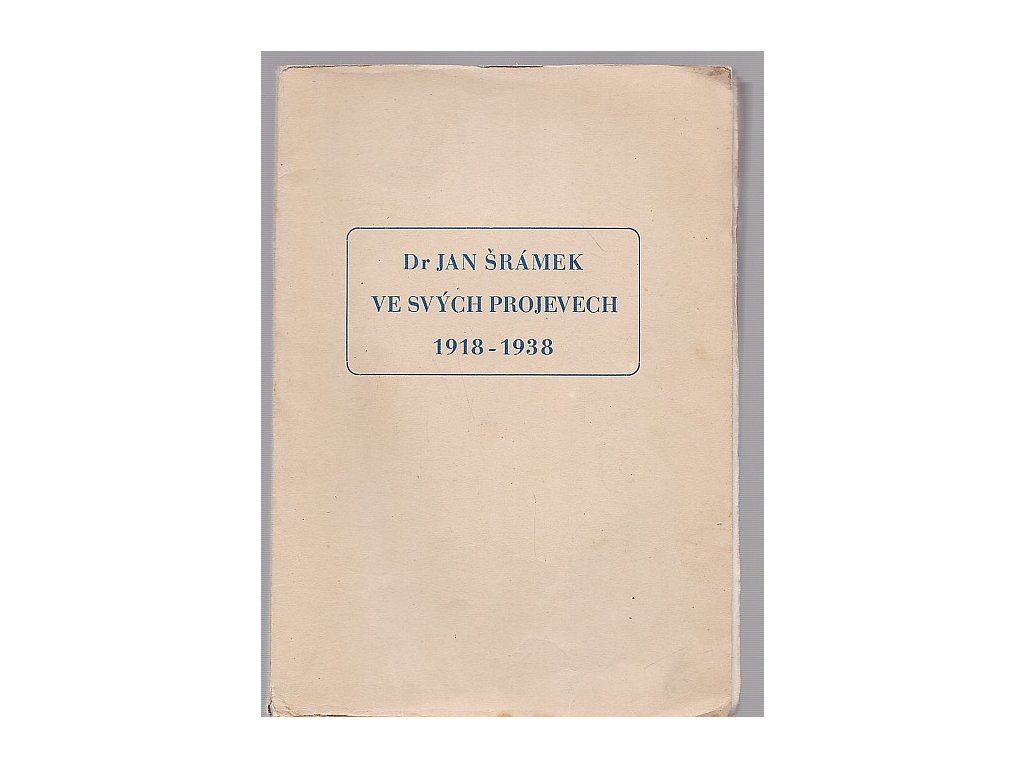 Dr JAN ŠRÁMEK
VE SVÝCH PROJEVECH
1918-1938